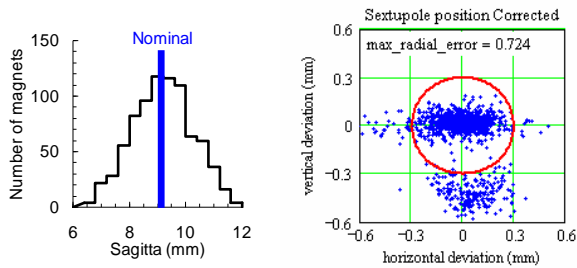 Nominal
Number of magnets
150
100
50
0
6
8
10
12
Sagitta (mm)
Sextupole position Corrected
max_radial_error = 0.724
vertical deviation (mm)
0.6
0.3
0
−0.3
−0.6
−0.6
−0.3
0
0.3
0.6
horizontal deviation (mm)